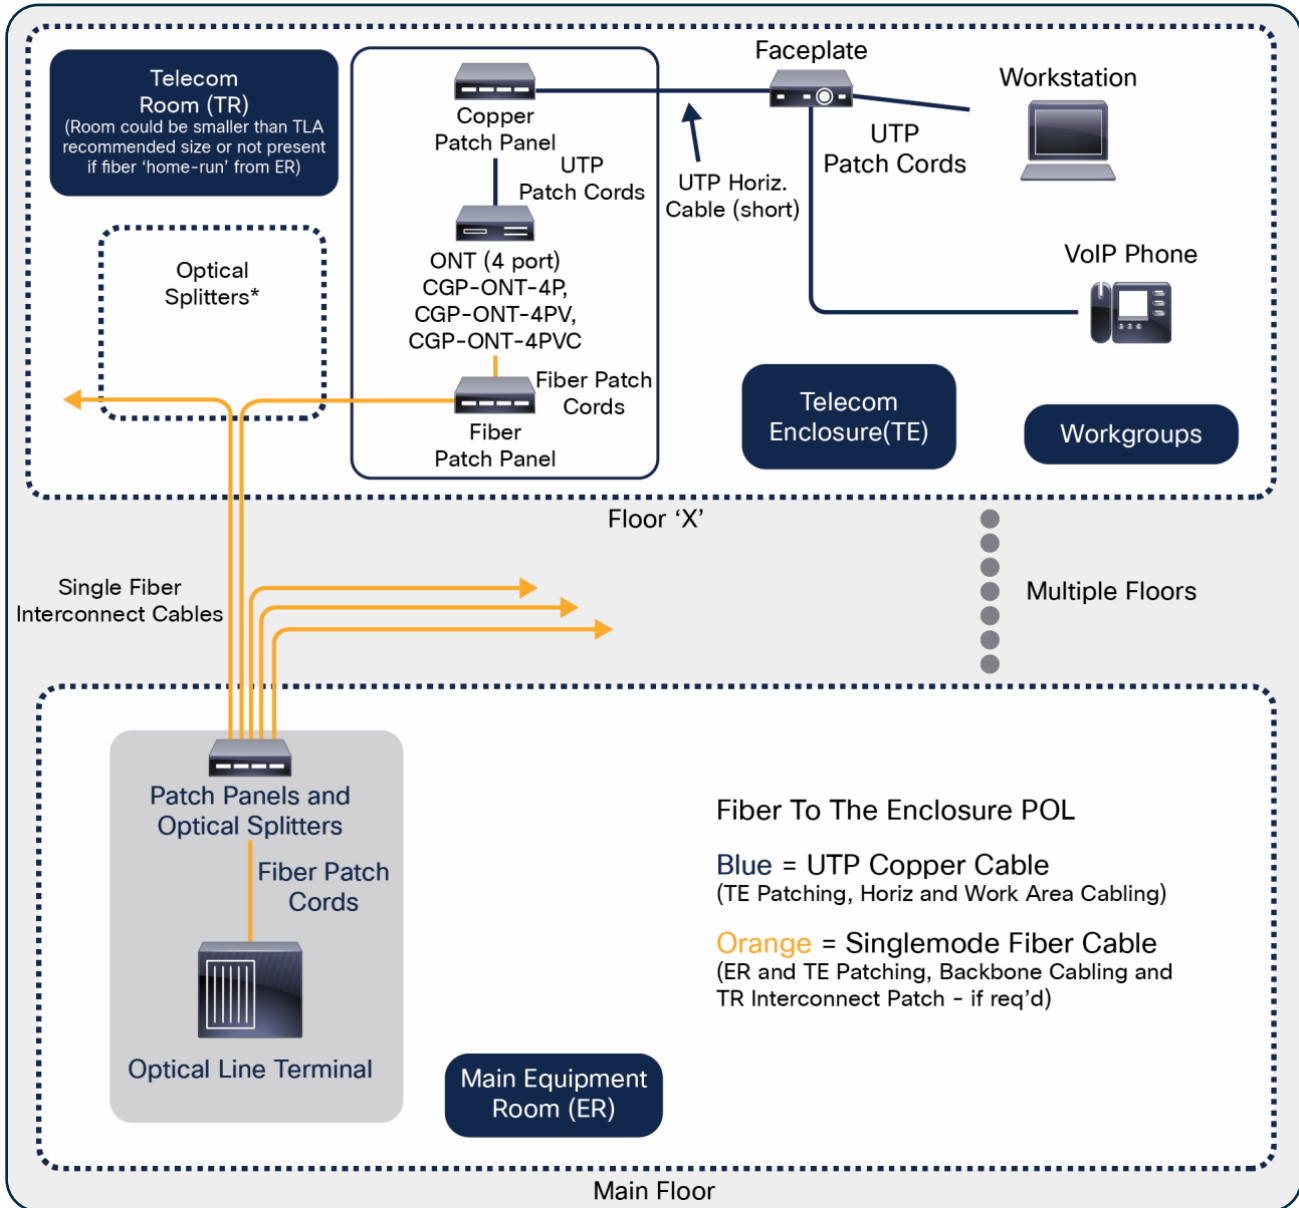 Telecom
Room (TR)
(Room could be smaller than TLA
recommended size or not present
if fiber ‘home-run’ from ER)
Copper
Patch Panel
UTP
Patch Cords
ONT (4 port)
CGP-ONT-4P,
CGP-ONT-4PV,
CGP-ONT-4PVC
Fiber Patch
Cords
Fiber
Patch Panel
Optical
Splitters*
Faceplate
UTP Horiz.
Cable (short)
UTP
Patch Cords
Workstation
VoIP Phone
Telecom
Enclosure(TE)
Workgroups
Floor ‘X’
Single Fiber
Interconnect Cables
Multiple Floors
Patch Panels and
Optical Splitters
Fiber Patch
Cords
Optical Line Terminal
Main Equipment
Room (ER)
Fiber To The Enclosure POL
Blue = UTP Copper Cable
(TE Patching, Horiz and Work Area Cabling)
Orange = Singlemode Fiber Cable
(ER and TE Patching, Backbone Cabling and
TR Interconnect Patch - if req’d)
Main Floor